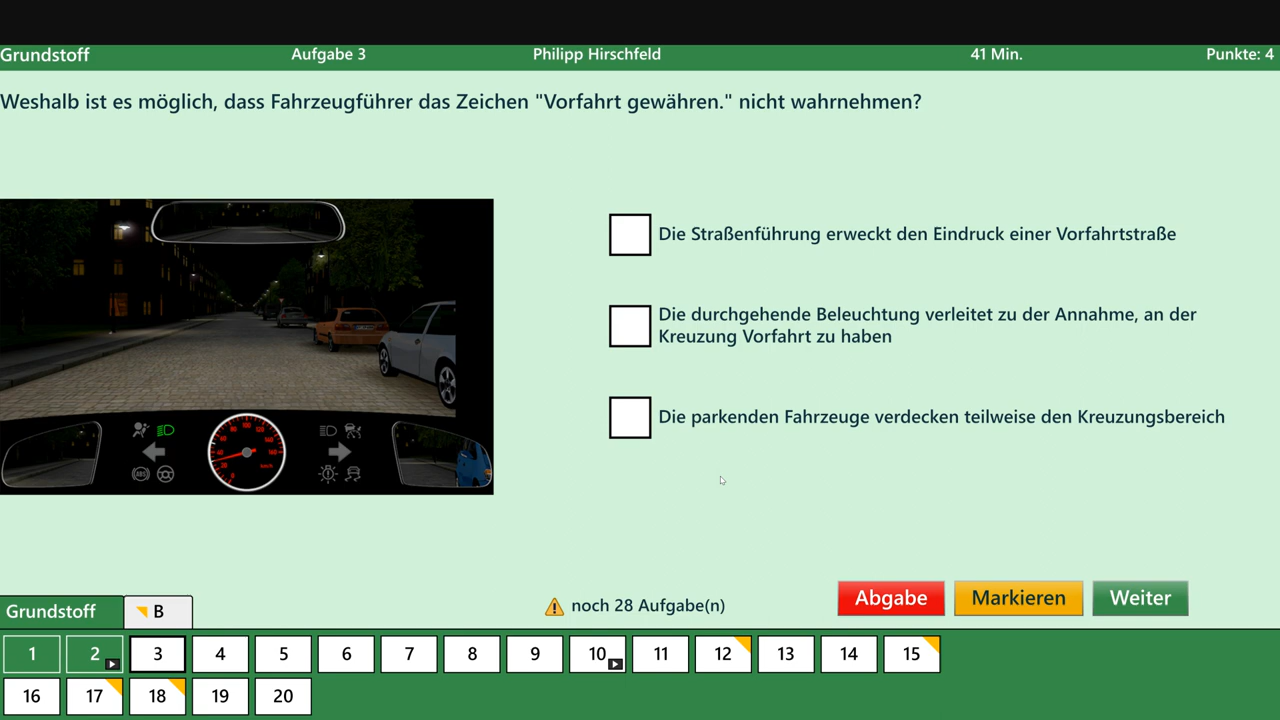 Grundstoff Aufgabe 3 Philipp Hirschfeld 41 Min. Punkte: 4
Weshalb ist es möglich, dass Fahrzeugführer das Zeichen "Vorfahrt gewähren." nicht wahrnehmen?
Die Straßenführung erweckt den Eindruck einer Vorfahrtstraße
Die durchgehende Beleuchtung verleitet zu der Annahme, an der
Kreuzung Vorfahrt zu haben
Die parkenden Fahrzeuge verdecken teilweise den Kreuzungsbereich
Grundstoff B noch 28 Aufgabe(n) Abgabe Markieren Weiter
1 2 3 4 5 6 7 8 9 10 11 12 13 14 15
16 17 18 19 20